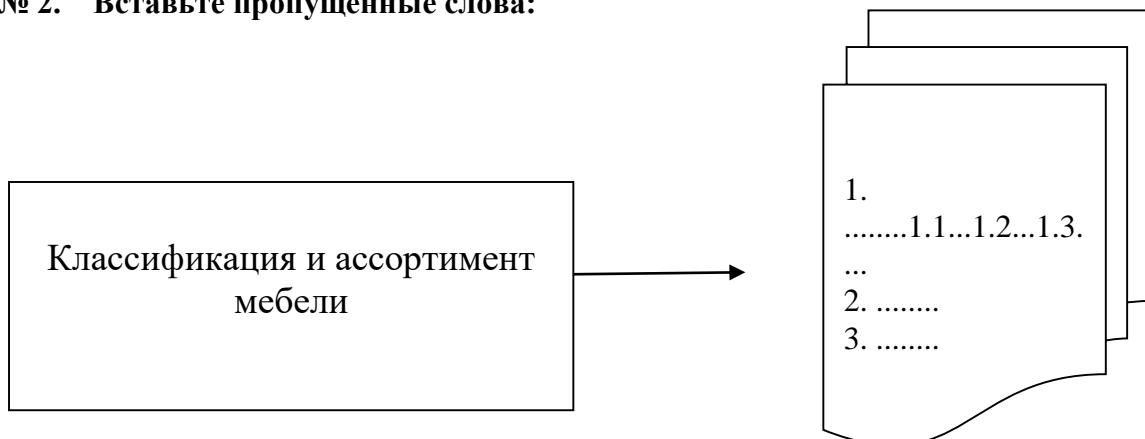 № 2. Вставьте пропущенные слова:
Классификация и ассортимент
мебели
1.
........1.1...1.2...1.3.
...
2. ........
3. ........